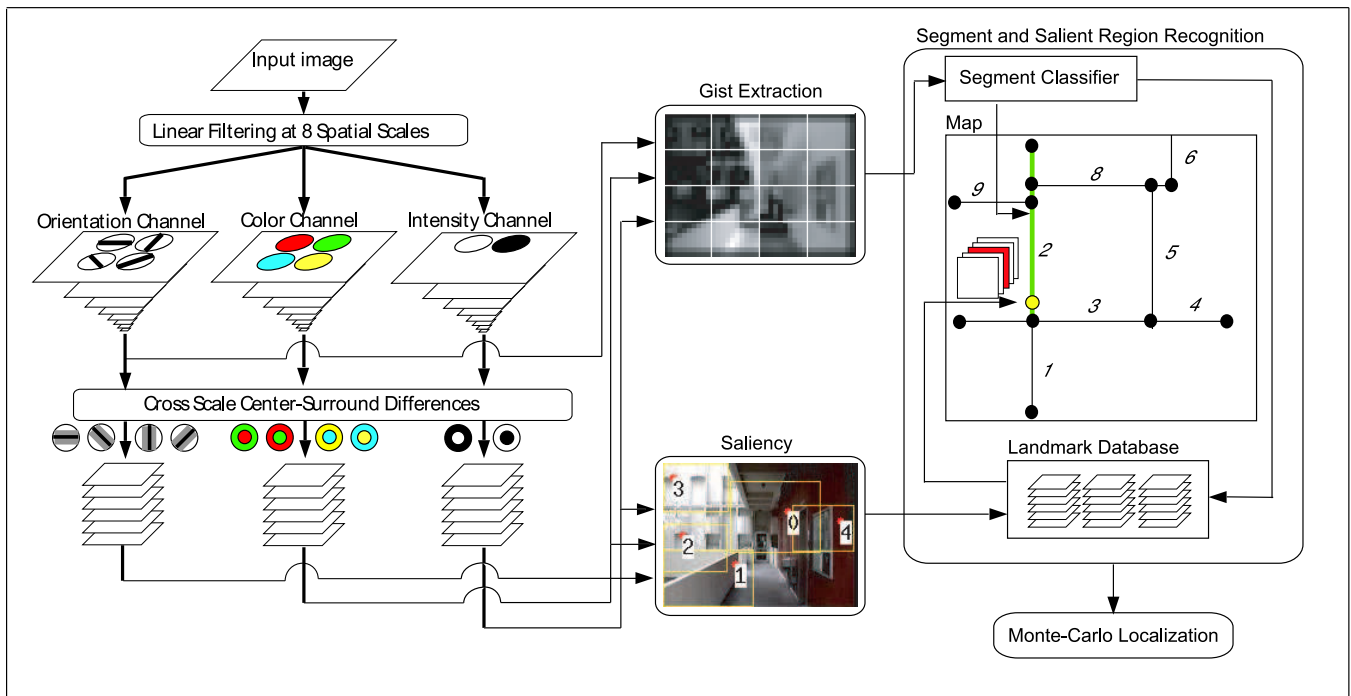 Input image
Linear Filtering at 8 Spatial Scales
Orientation Channel
Color Channel
Intensity Channel
Cross Scale Center-Surround Differences
Gist Extraction
Saliency
3
2
1
0
4
Segment and Salient Region Recognition
Segment Classifier
Map
6
8
9
2
5
3
4
1
Landmark Database
Monte-Carlo Localization